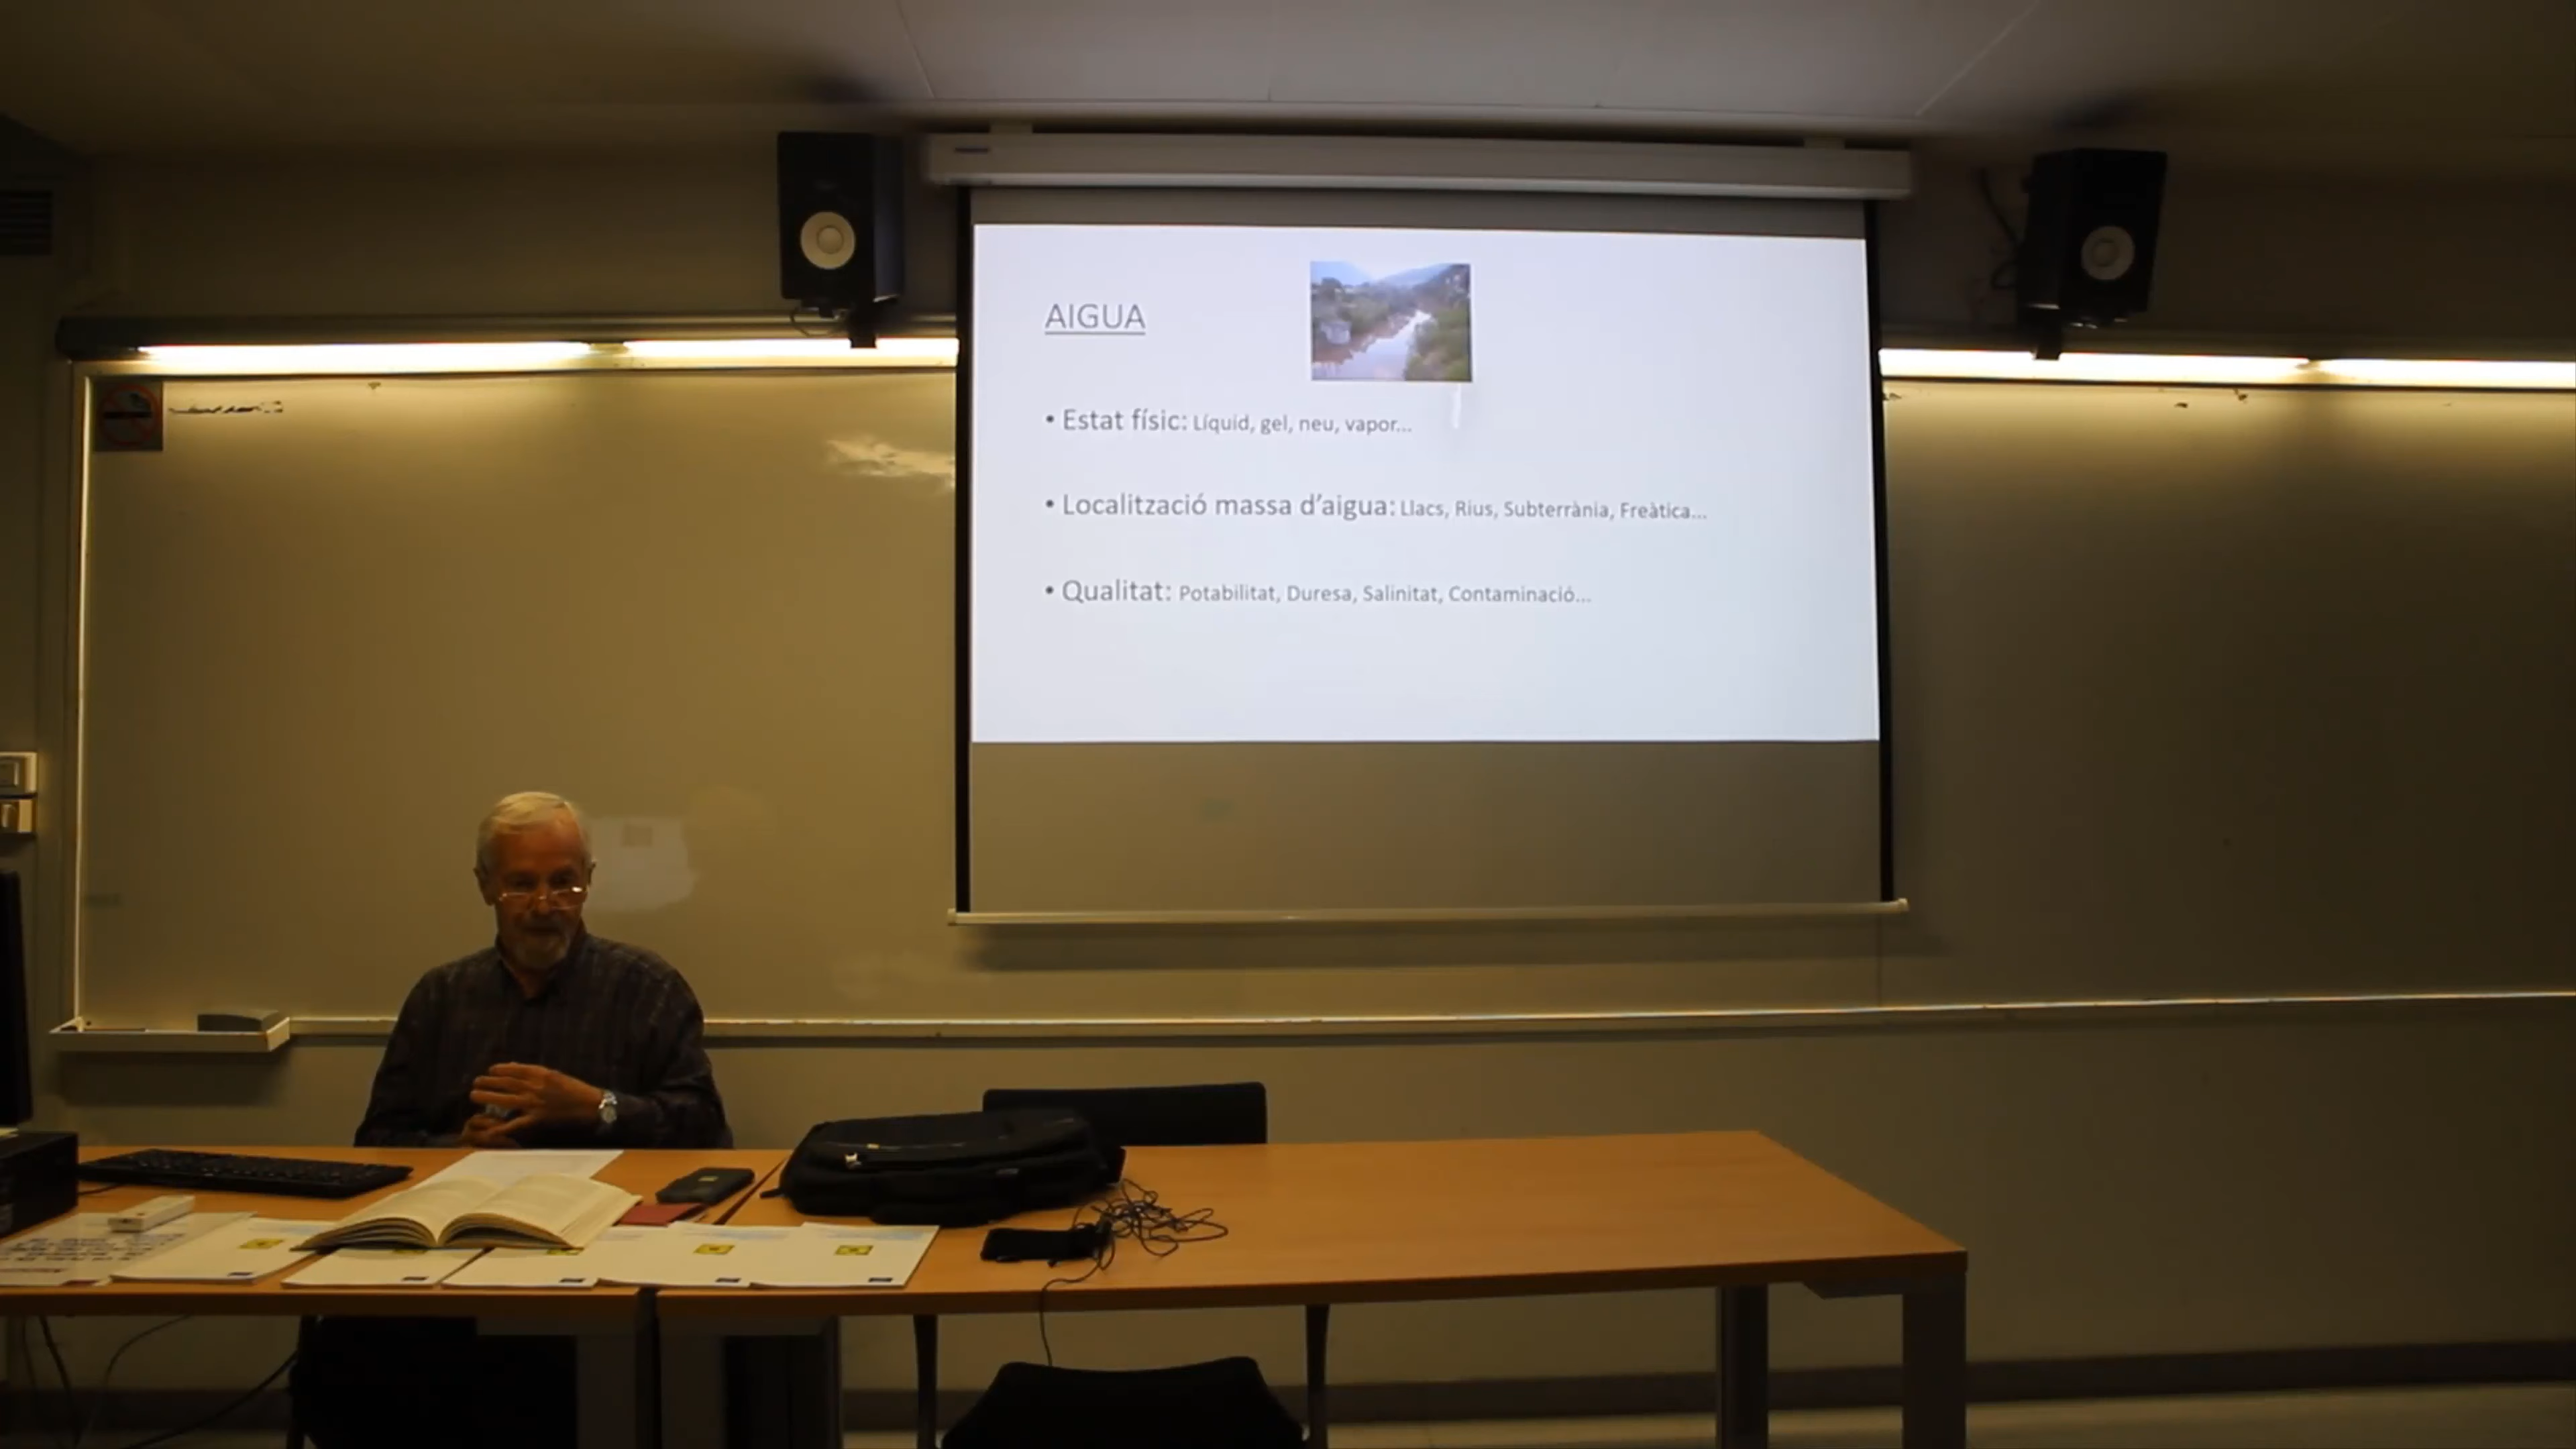 AIGUA
• Estat físic: Líquid, gel, neu, vapor...
• Localització massa d'aigua: Llacs, Rius, Subterrània, Freàtica...
• Qualitat: Potabilitat, Duresa, Salinitat, Contaminació...